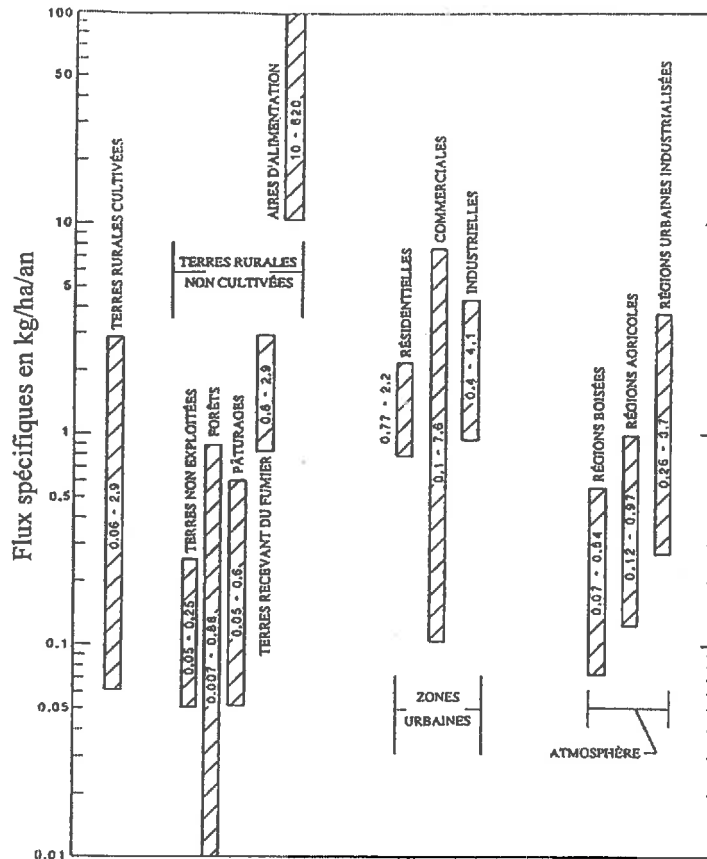 Flux spécifiques en kg/ha/an
100
50
10
5
1
0.5
0.1
0.05
0.01
TERRES RURALES CULTIVÉES
0.06 - 2.9
TERRES RURALES
NON CULTIVÉES
TERRES NON EXPLOITÉES
0.05 - 0.25
FORÊTS
0.007 - 0.88
PÂTURAGES
0.05 - 0.6
TERRES RECEVANT DU FUMIER
0.8 - 2.9
AIRES D'ALIMENTATION
10 - 620
ZONES
URBAINES
RÉSIDENTIELLES
0.77 - 2.2
COMMERCIALES
0.1 - 7.6
INDUSTRIELLES
0.4 - 4.1
ATMOSPHÈRE
RÉGIONS BOISÉES
0.07 - 0.54
RÉGIONS AGRICOLES
0.12 - 0.97
RÉGIONS URBAINES INDUSTRIALISÉES
0.26 - 3.7